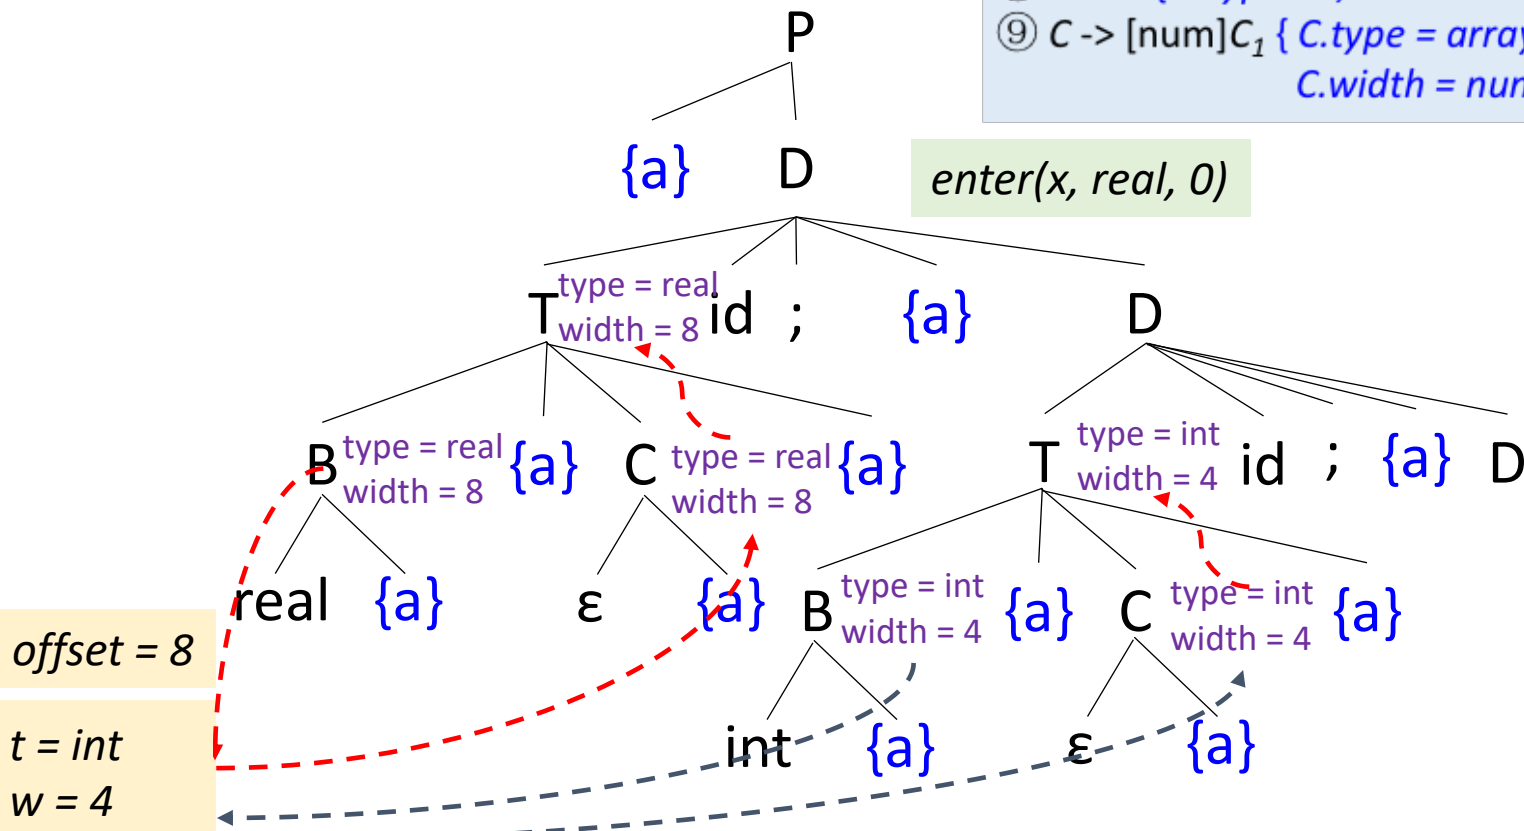 P
⑨ C -> [num]C₁ { C.type = array
C.width = num
{a} D
enter(x, real, 0)
T type = real id ; {a} D
width = 8
B type = real {a} C type = real {a} T type = int id ; {a} D
width = 8 width = 8 width = 4
real {a} ε {a} B type = int {a} C type = int {a}
width = 4 width = 4
offset = 8
int {a} ε {a}
t = int
w = 4